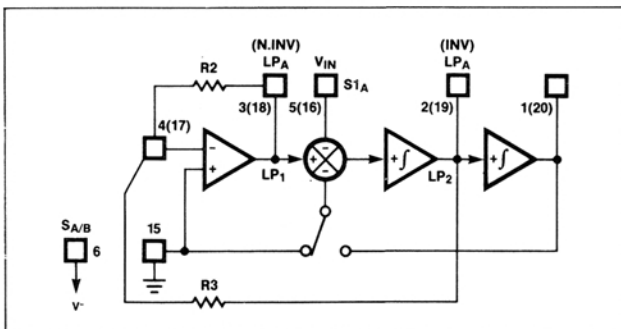 (N.INV)
LPA
VIN
S1A
(INV)
LPA
R2
3(18)
5(16)
2(19)
1(20)
4(17)
-
+
LP1
+
-
-
+∫
LP2
+∫
SA/B
6
V-
15
R3